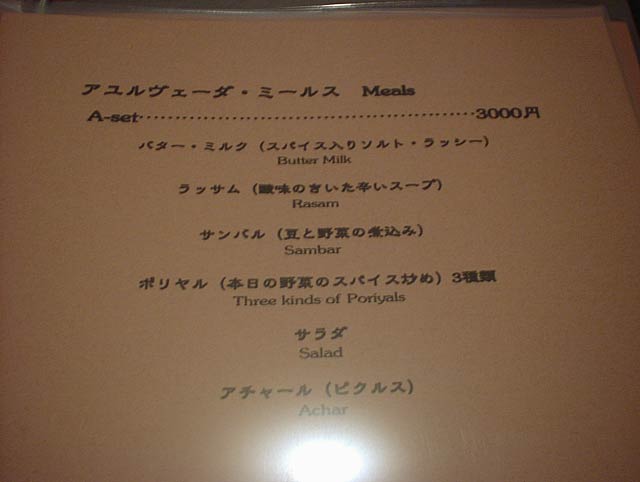 アユルヴェーダ・ミールス Meals
A-set・・・・・・・・・・・・・・・・・・・・・・・・・・・・・・・・・・・・・・・・・・・・・・3000円
バター・ミルク（スパイス入りソルト・ラッシー）
Butter Milk
ラッサム（酸味のきいた辛いスープ）
Rasam
サンバル（豆と野菜の煮込み）
Sambar
ポリヤル（本日の野菜のスパイス炒め）3種類
Three kinds of Poriyals
サラダ
Salad
アチャール（ピクルス）
Achar